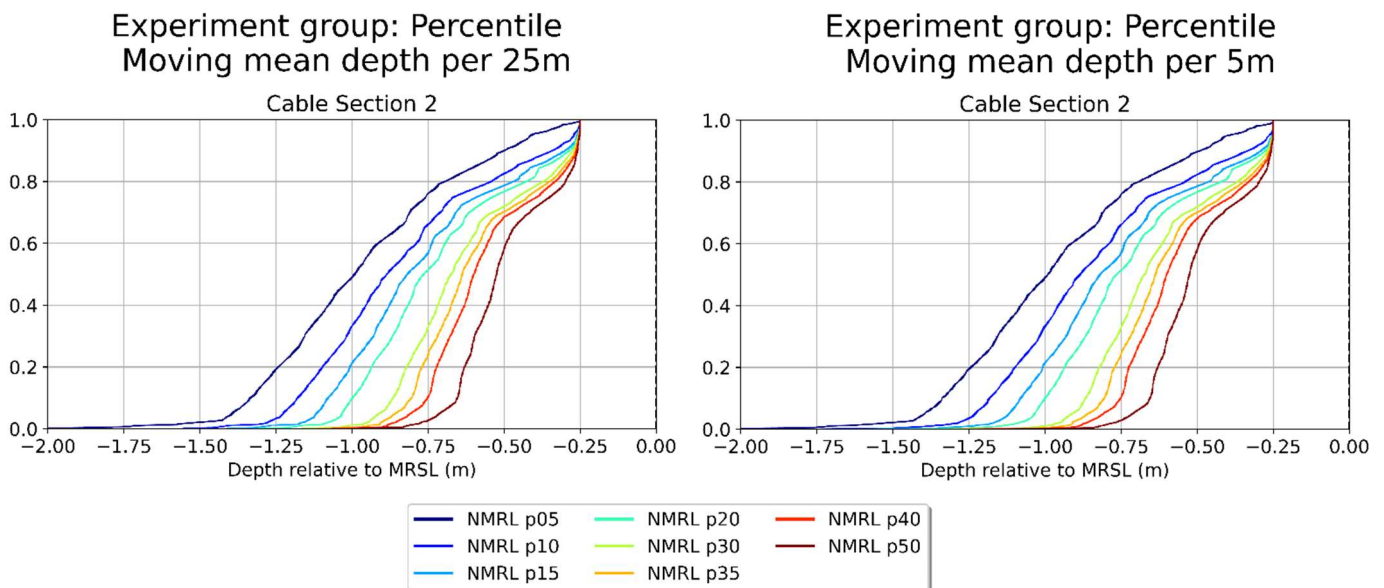 Experiment group: Percentile
Moving mean depth per 25m
Cable Section 2
1.0
0.8
0.6
0.4
0.2
0.0
−2.00 −1.75 −1.50 −1.25 −1.00 −0.75 −0.50 −0.25 0.00
Depth relative to MRSL (m)
Experiment group: Percentile
Moving mean depth per 5m
Cable Section 2
1.0
0.8
0.6
0.4
0.2
0.0
−2.00 −1.75 −1.50 −1.25 −1.00 −0.75 −0.50 −0.25 0.00
Depth relative to MRSL (m)
NMRL p05 NMRL p20 NMRL p40
NMRL p10 NMRL p30 NMRL p50
NMRL p15 NMRL p35